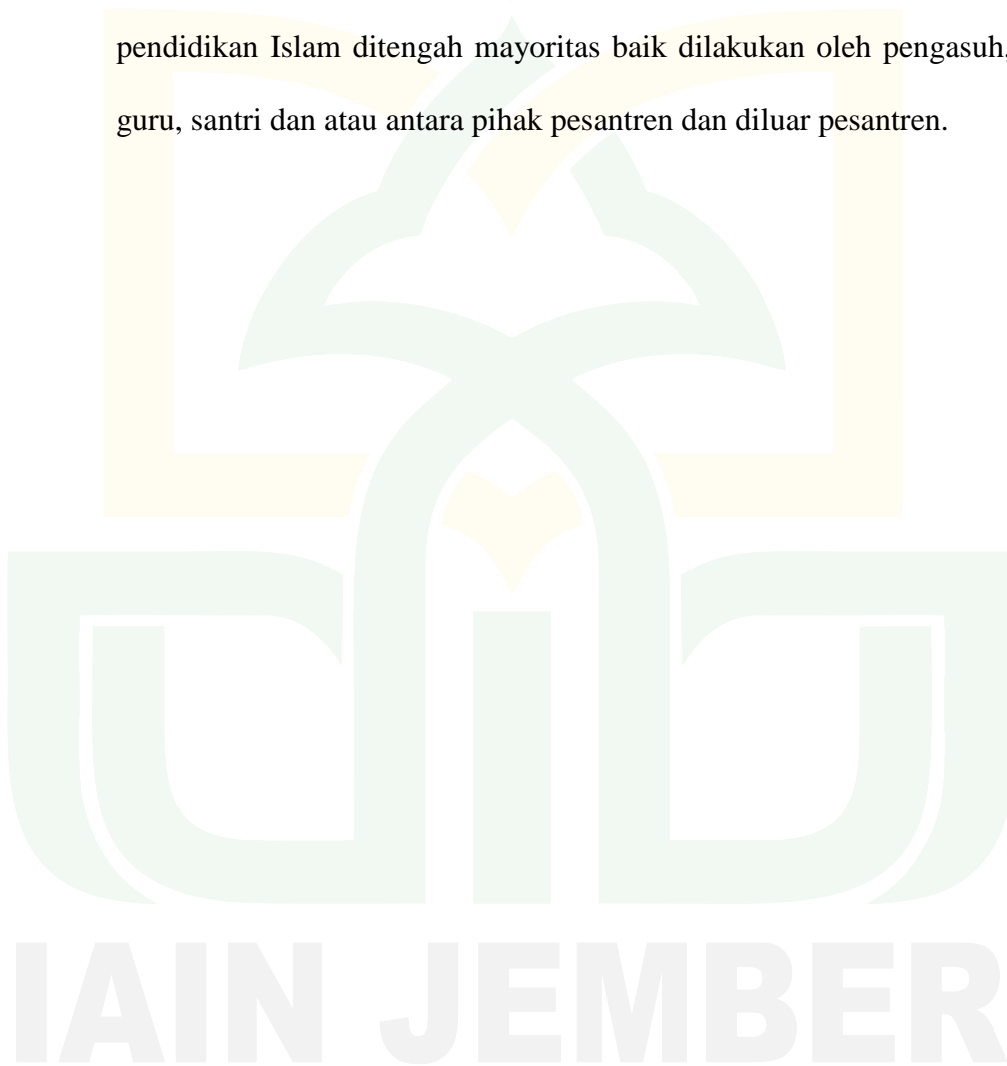 pendidikan Islam ditengah mayoritas baik dilakukan oleh pengasuh,
guru, santri dan atau antara pihak pesantren dan diluar pesantren.
IAIN JEMBER